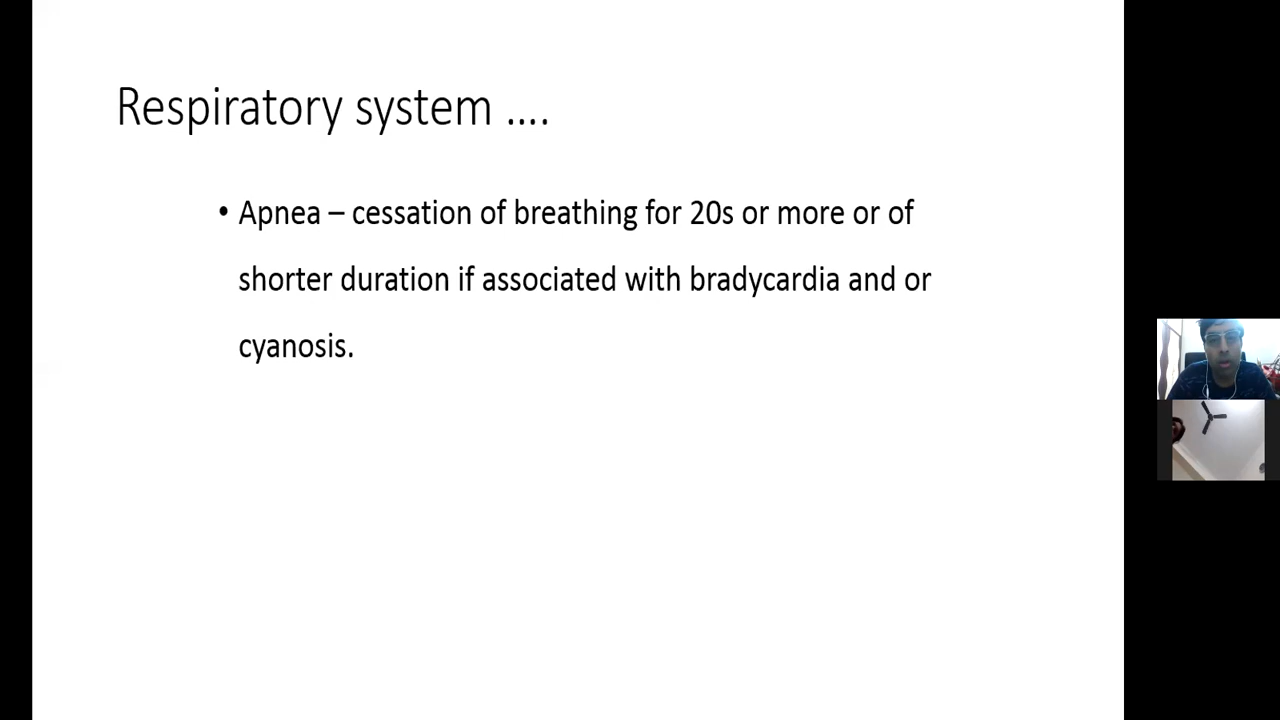 Respiratory system ....
• Apnea – cessation of breathing for 20s or more or of
shorter duration if associated with bradycardia and or
cyanosis.